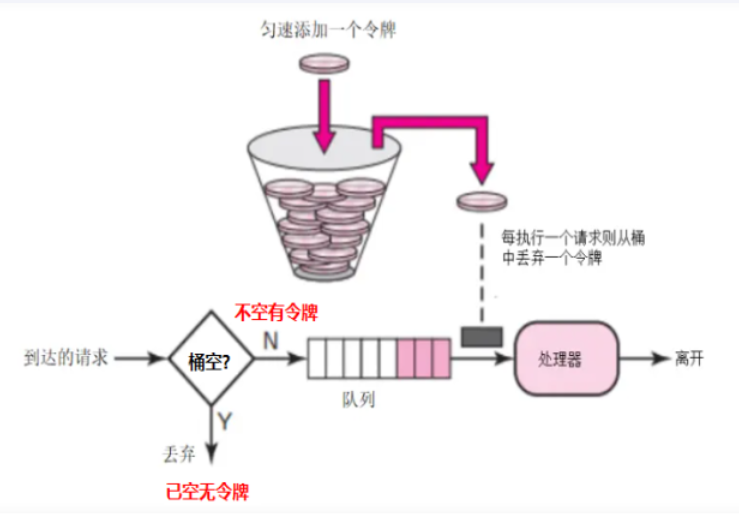 匀速添加一个令牌
每执行一个请求则从桶
中丢弃一个令牌
不空有令牌
到达的请求
桶空?
N
队列
处理器
离开
Y
丢弃
已空无令牌